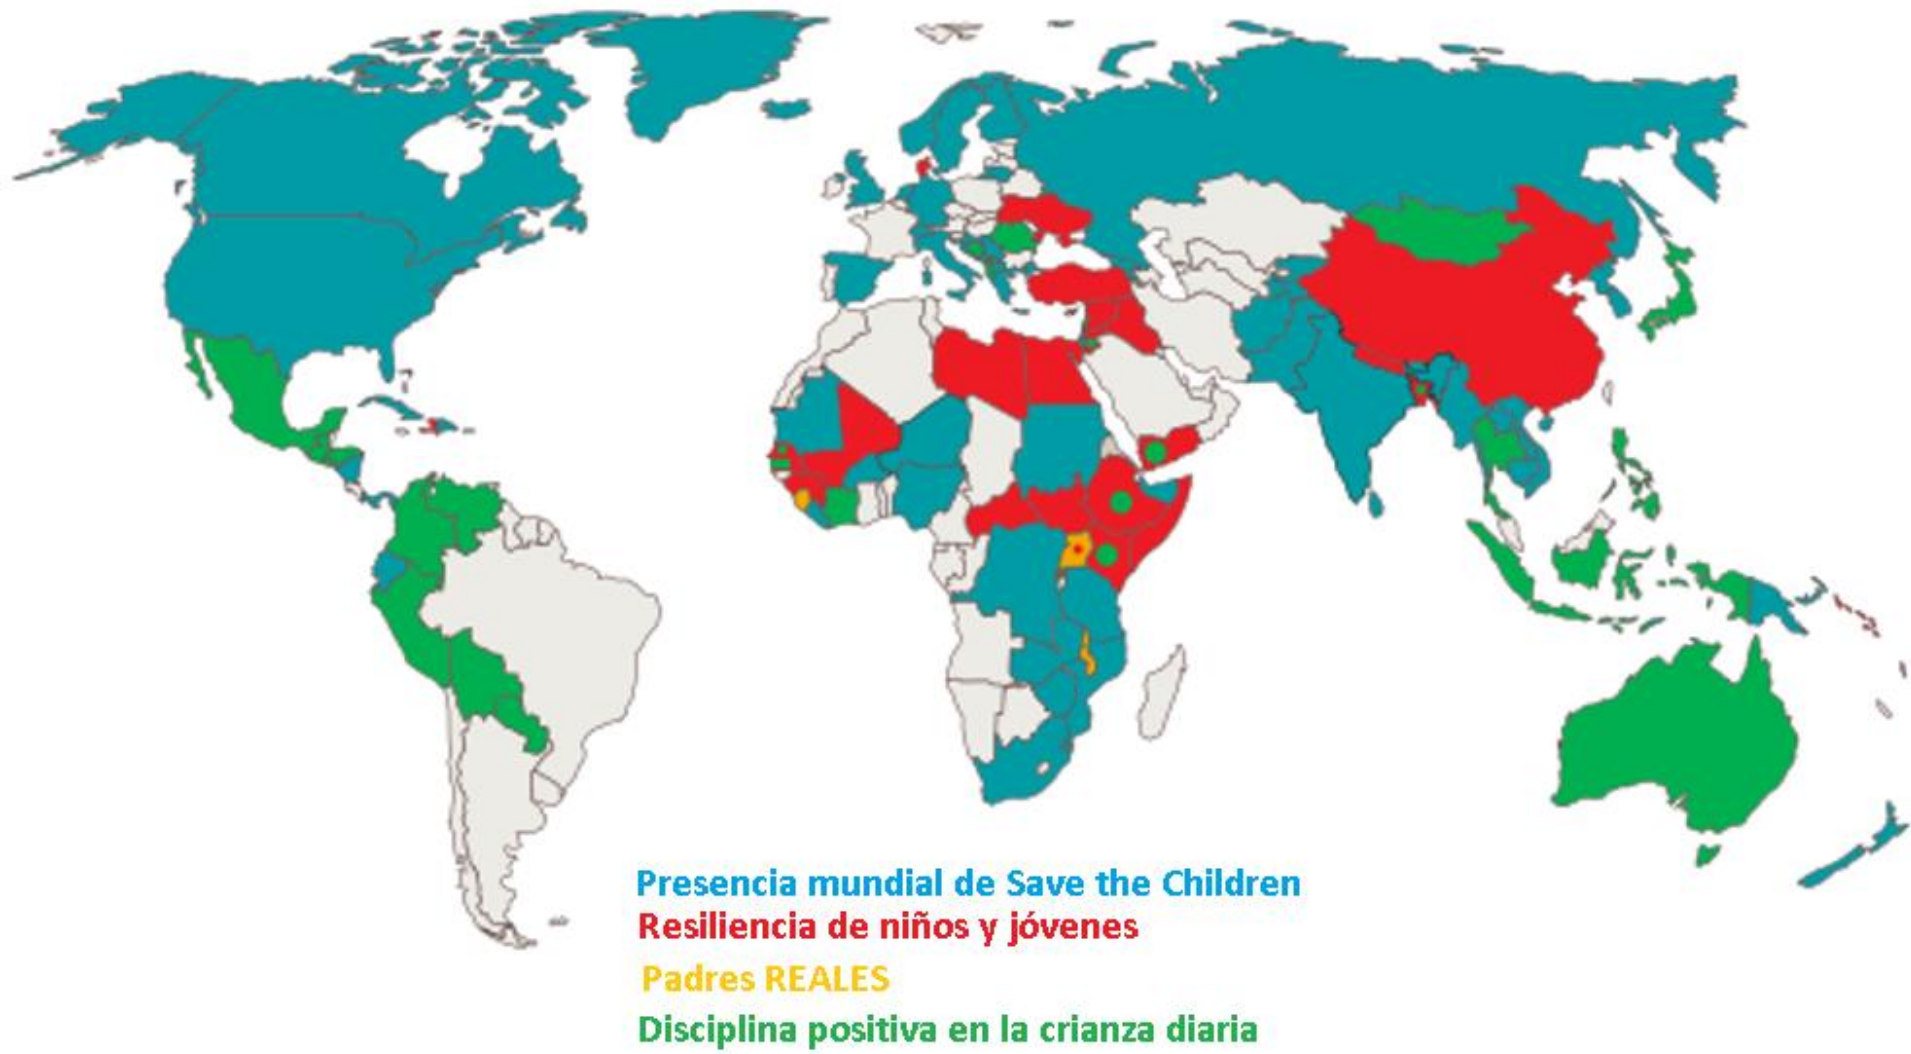 Presencia mundial de Save the Children
Resiliencia de niños y jóvenes
Padres REALES
Disciplina positiva en la crianza diaria